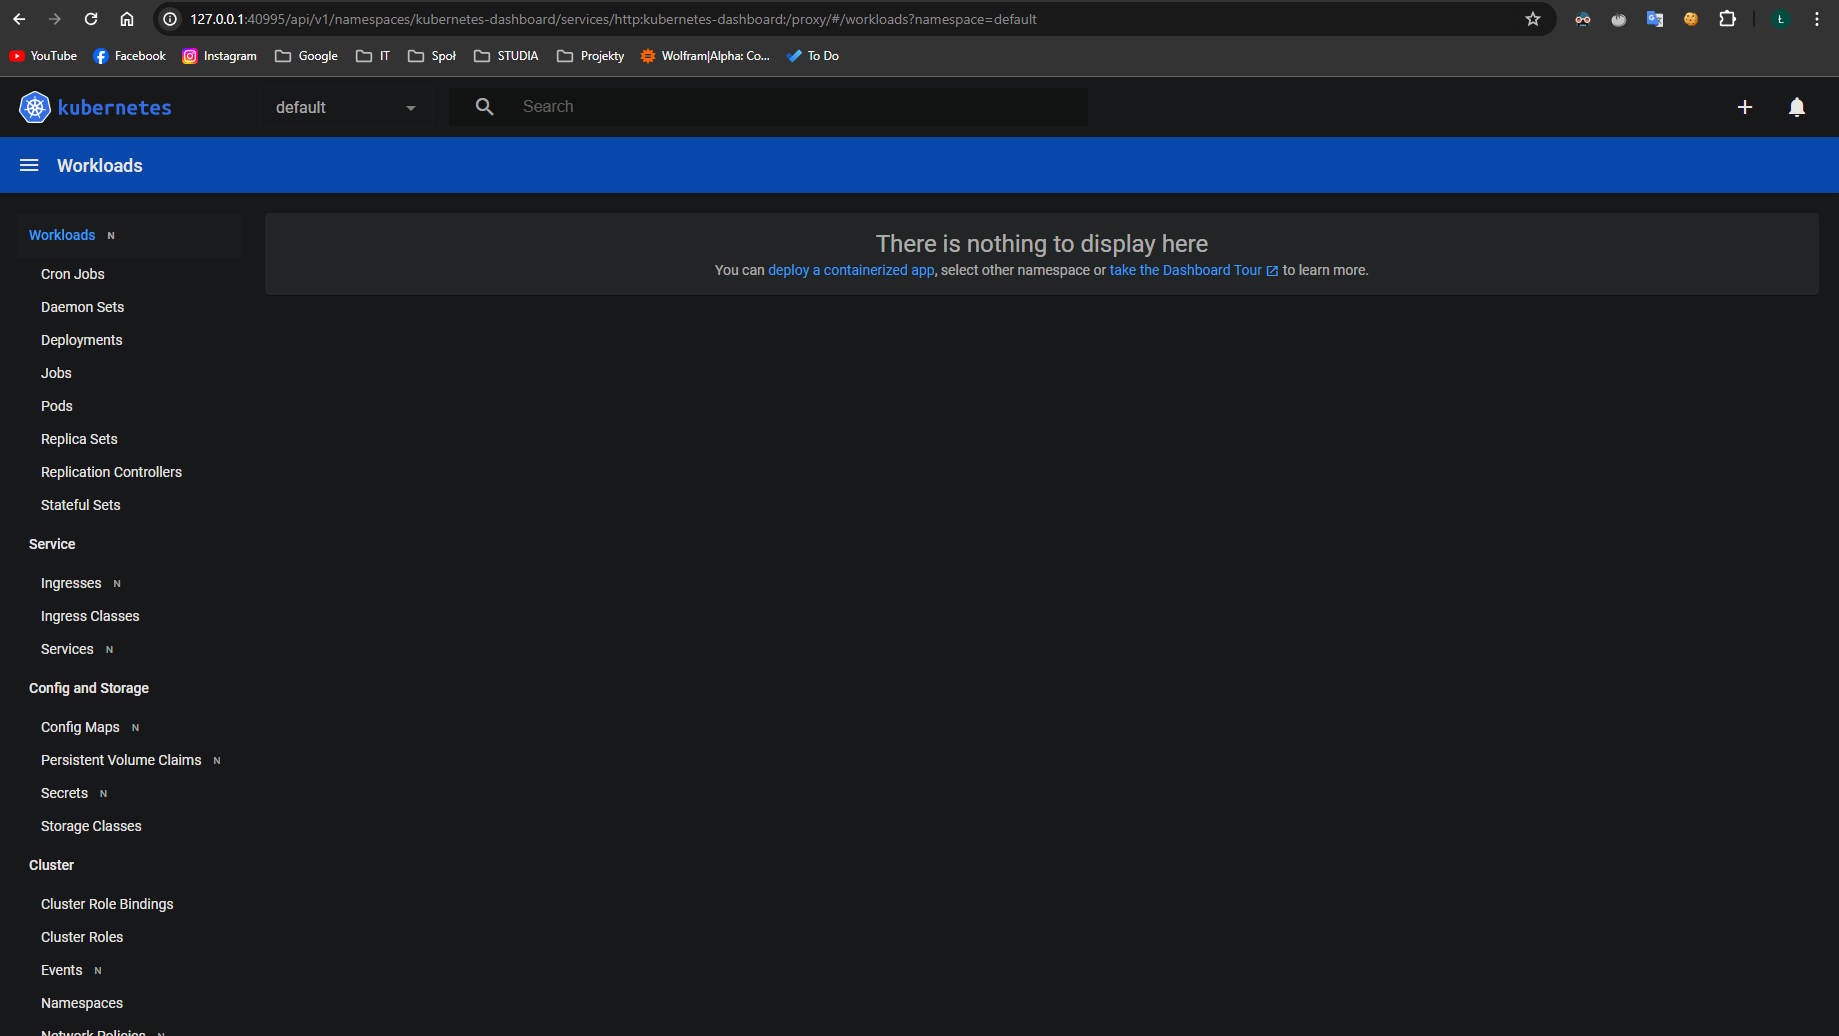 127.0.0.1:40995/api/v1/namespaces/kubernetes-dashboard/services/http:kubernetes-dashboard:/proxy/#/workloads?namespace=default
Ł
YouTube Facebook Instagram Google IT Społ STUDIA Projekty Wolfram|Alpha: Co... To Do
kubernetes default Search
Workloads
Workloads N
There is nothing to display here
You can deploy a containerized app, select other namespace or take the Dashboard Tour to learn more.
Cron Jobs
Daemon Sets
Deployments
Jobs
Pods
Replica Sets
Replication Controllers
Stateful Sets
Service
Ingresses N
Ingress Classes
Services N
Config and Storage
Config Maps N
Persistent Volume Claims N
Secrets N
Storage Classes
Cluster
Cluster Role Bindings
Cluster Roles
Events N
Namespaces
Network Policies N